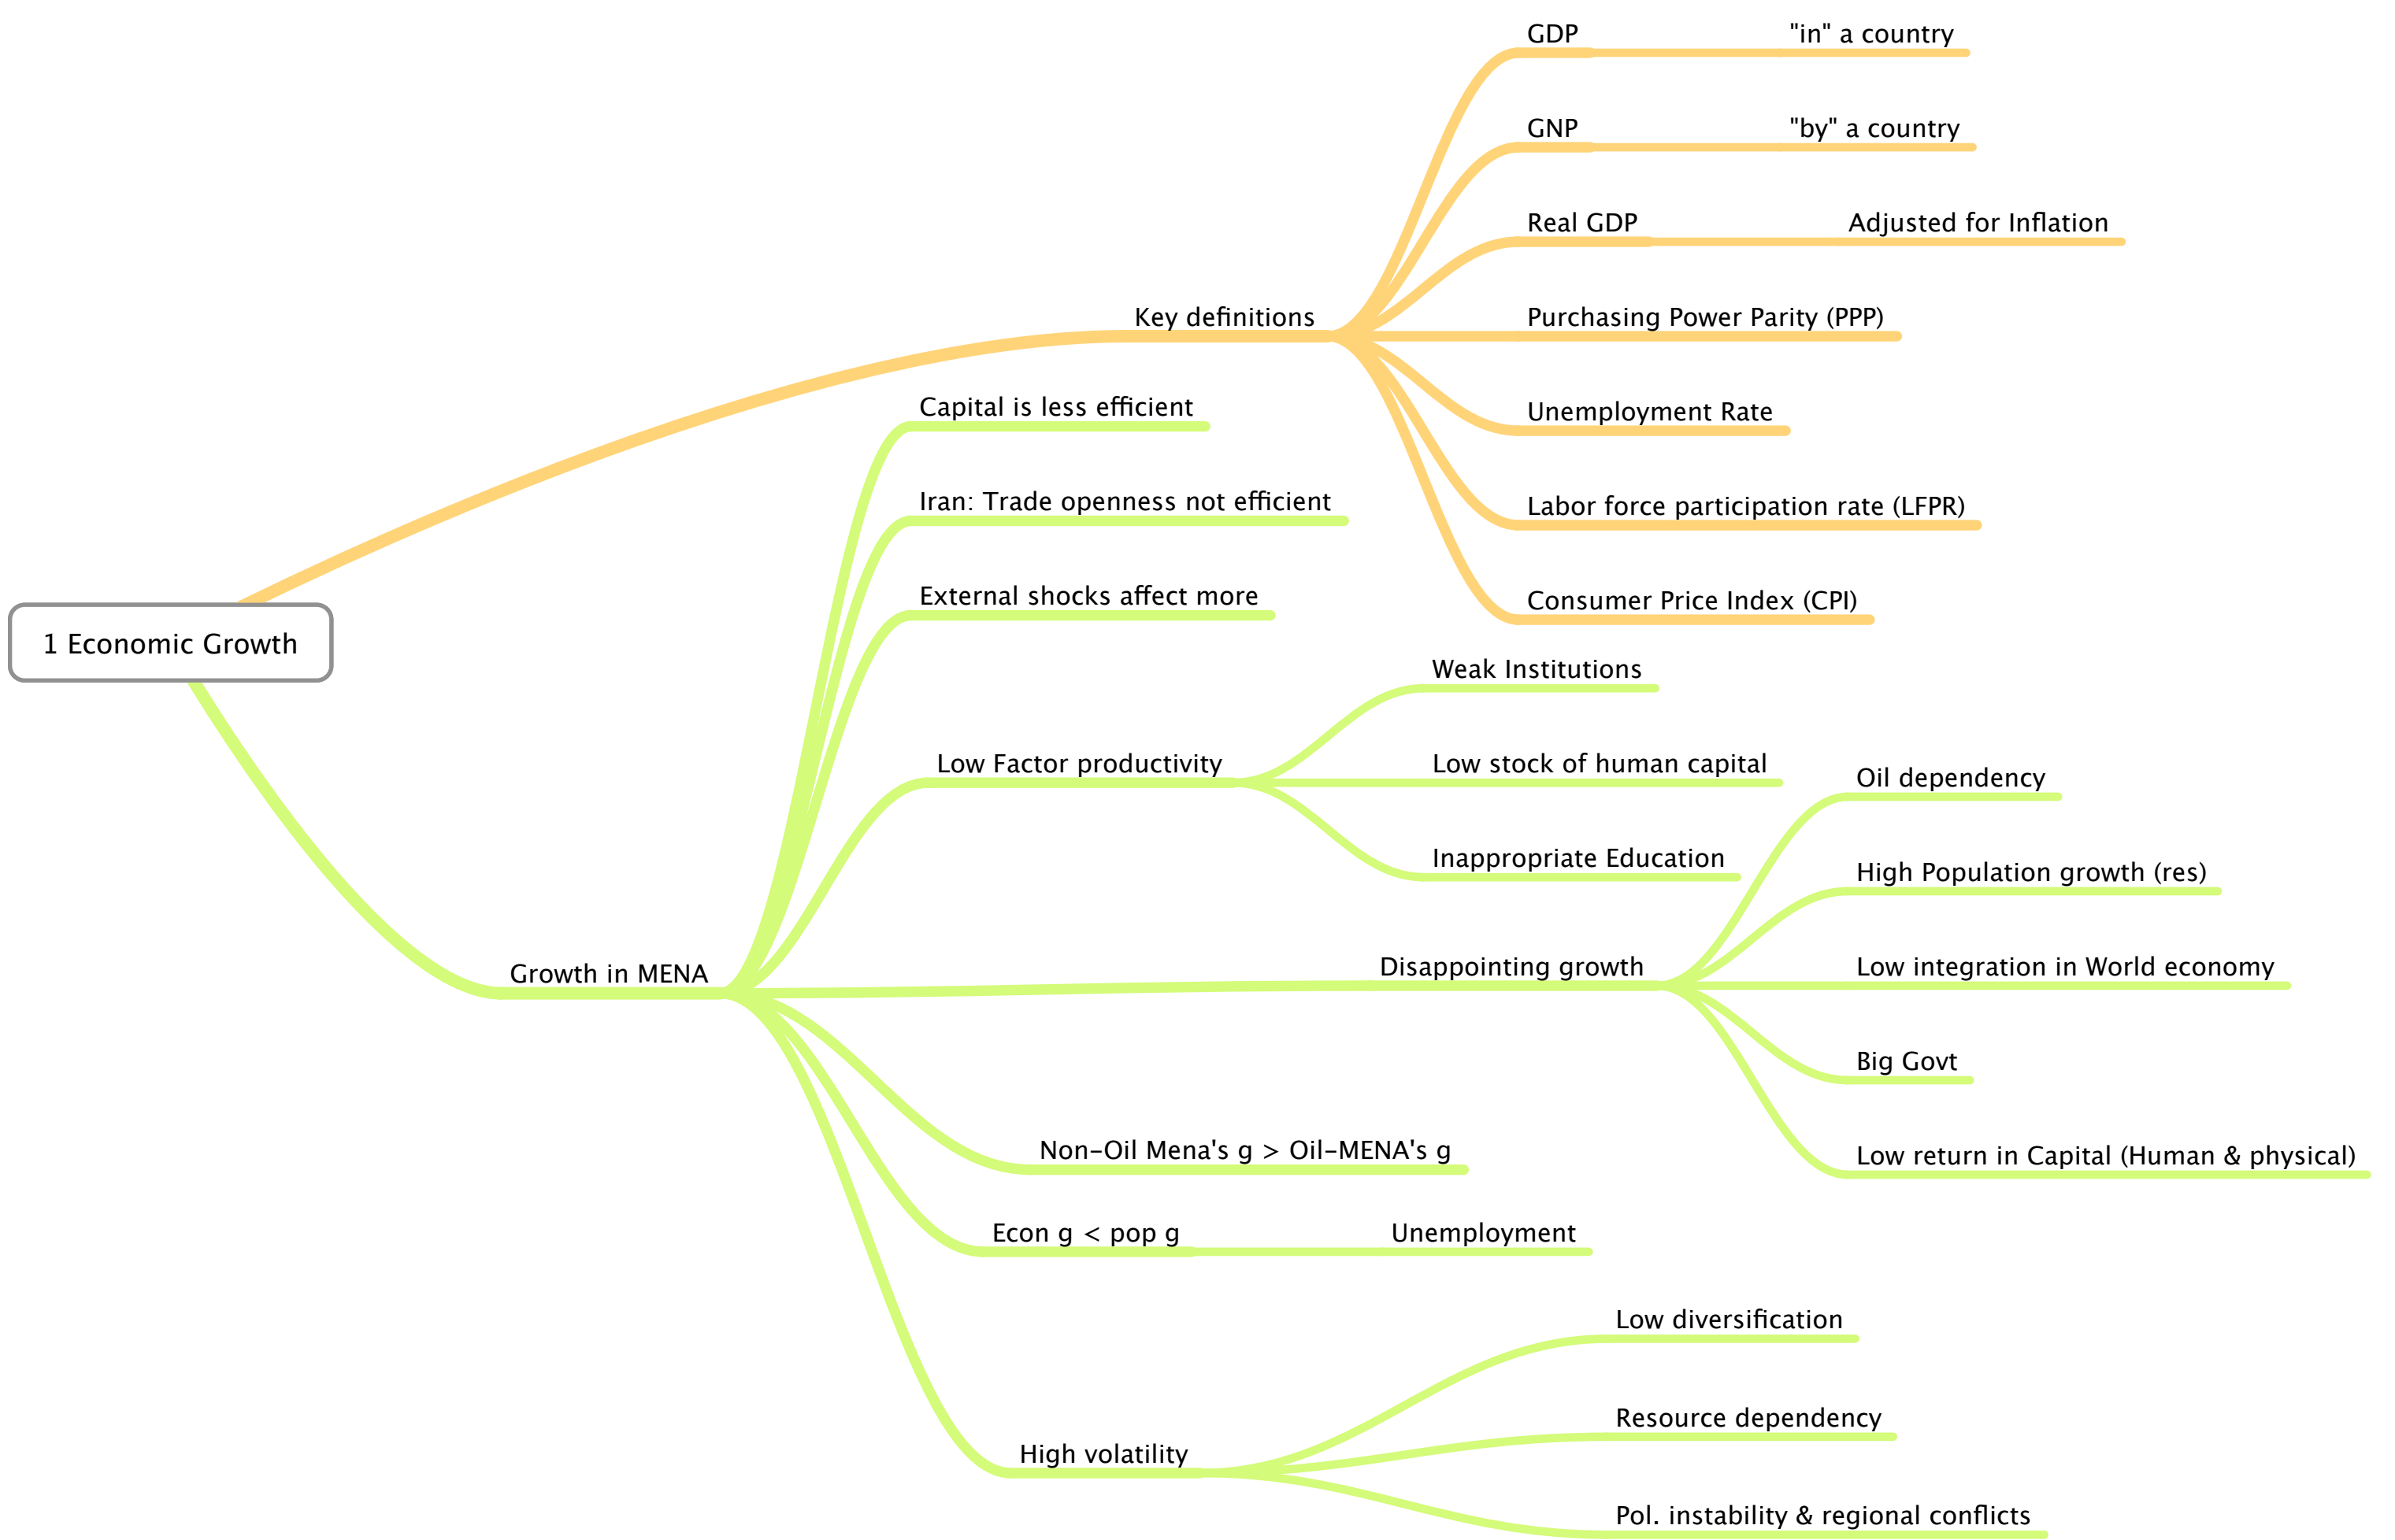 1 Economic Growth
Key definitions
GDP
"in" a country
GNP
"by" a country
Real GDP
Adjusted for Inflation
Purchasing Power Parity (PPP)
Unemployment Rate
Labor force participation rate (LFPR)
Consumer Price Index (CPI)
Growth in MENA
Capital is less efficient
Iran: Trade openness not efficient
External shocks affect more
Low Factor productivity
Weak Institutions
Low stock of human capital
Inappropriate Education
Disappointing growth
Oil dependency
High Population growth (res)
Low integration in World economy
Big Govt
Low return in Capital (Human & physical)
Non-Oil Mena's g > Oil-MENA's g
Econ g < pop g
Unemployment
High volatility
Low diversification
Resource dependency
Pol. instability & regional conflicts